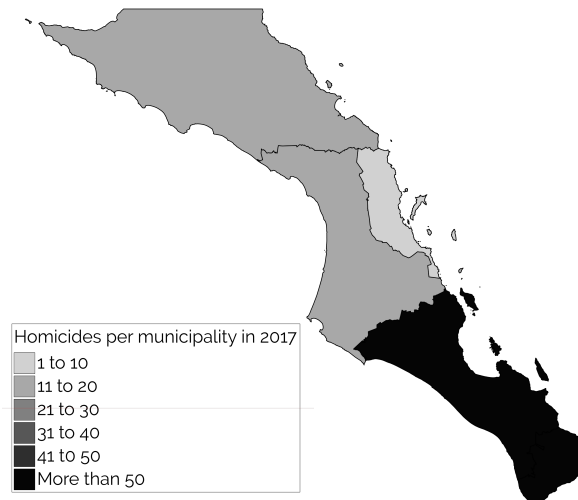 Homicides per municipality in 2017
1 to 10
11 to 20
21 to 30
31 to 40
41 to 50
More than 50